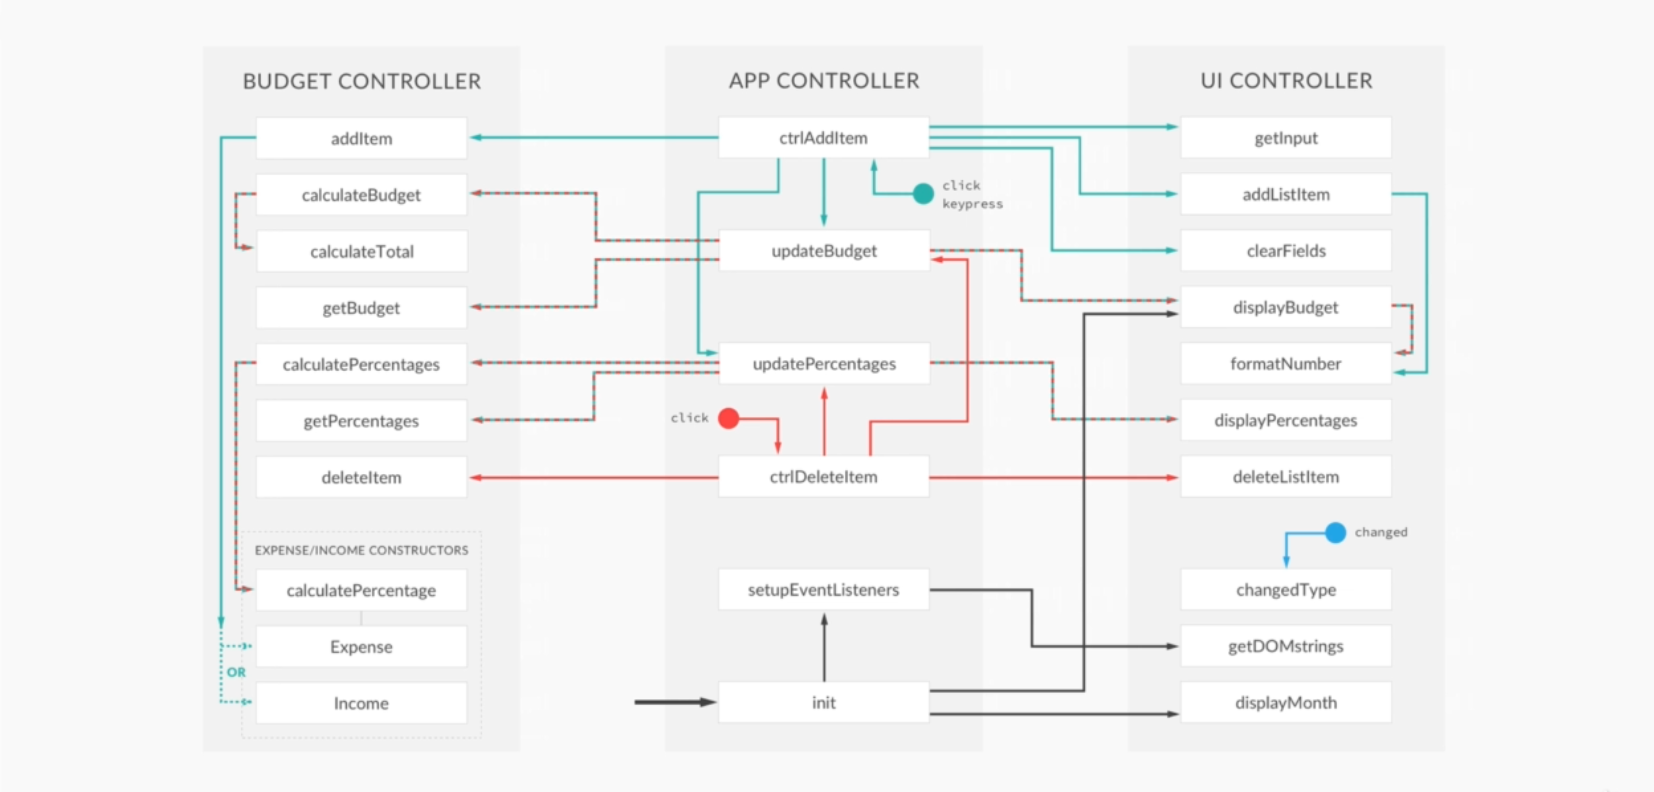 BUDGET CONTROLLER
addItem
calculateBudget
calculateTotal
getBudget
calculatePercentages
getPercentages
deleteItem
EXPENSE/INCOME CONSTRUCTORS
calculatePercentage
Expense
OR
Income
APP CONTROLLER
ctrlAddItem
click
keypress
updateBudget
updatePercentages
click
ctrlDeleteItem
setupEventListeners
init
UI CONTROLLER
getInput
addListItem
clearFields
displayBudget
formatNumber
displayPercentages
deleteListItem
changed
changedType
getDOMstrings
displayMonth